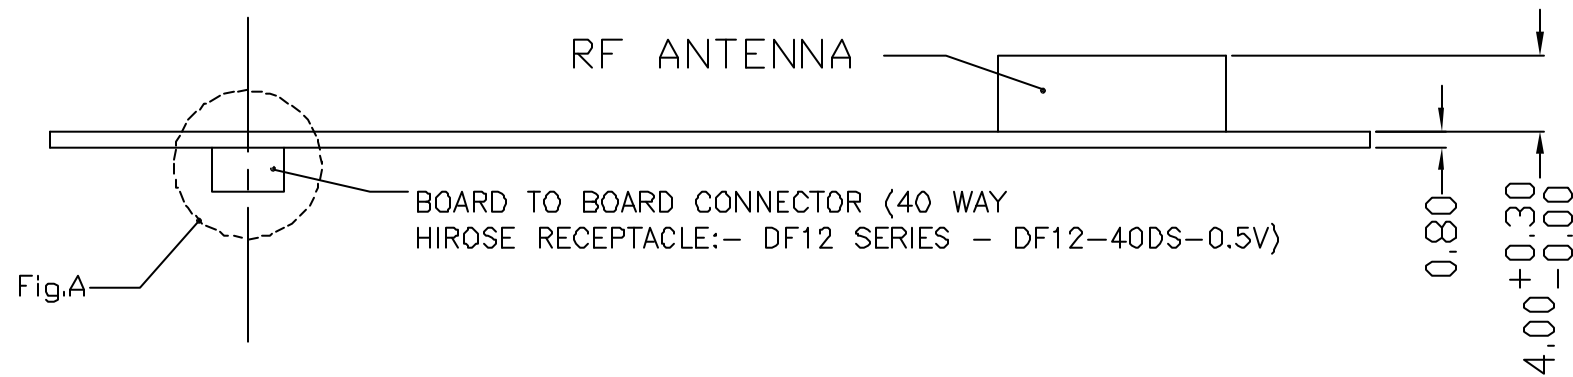 RF ANTENNA
BOARD TO BOARD CONNECTOR (40 WAY
HIROSE RECEPTACLE:- DF12 SERIES - DF12-40DS-0.5V)
Fig.A
0.80
4.00 +0.30
-0.00